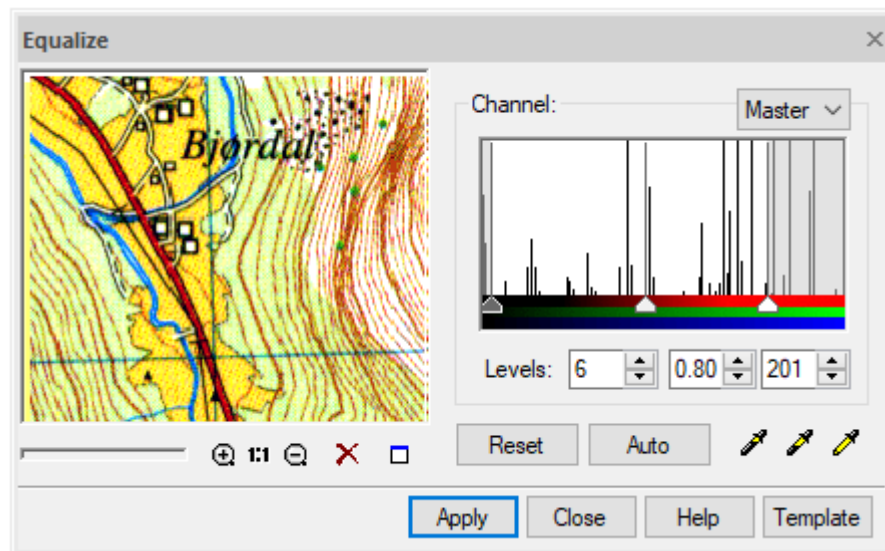 Equalize
Bjørdal
Channel:
Master
Levels: 6 0.80 201
1:1
Reset Auto
Apply Close Help Template